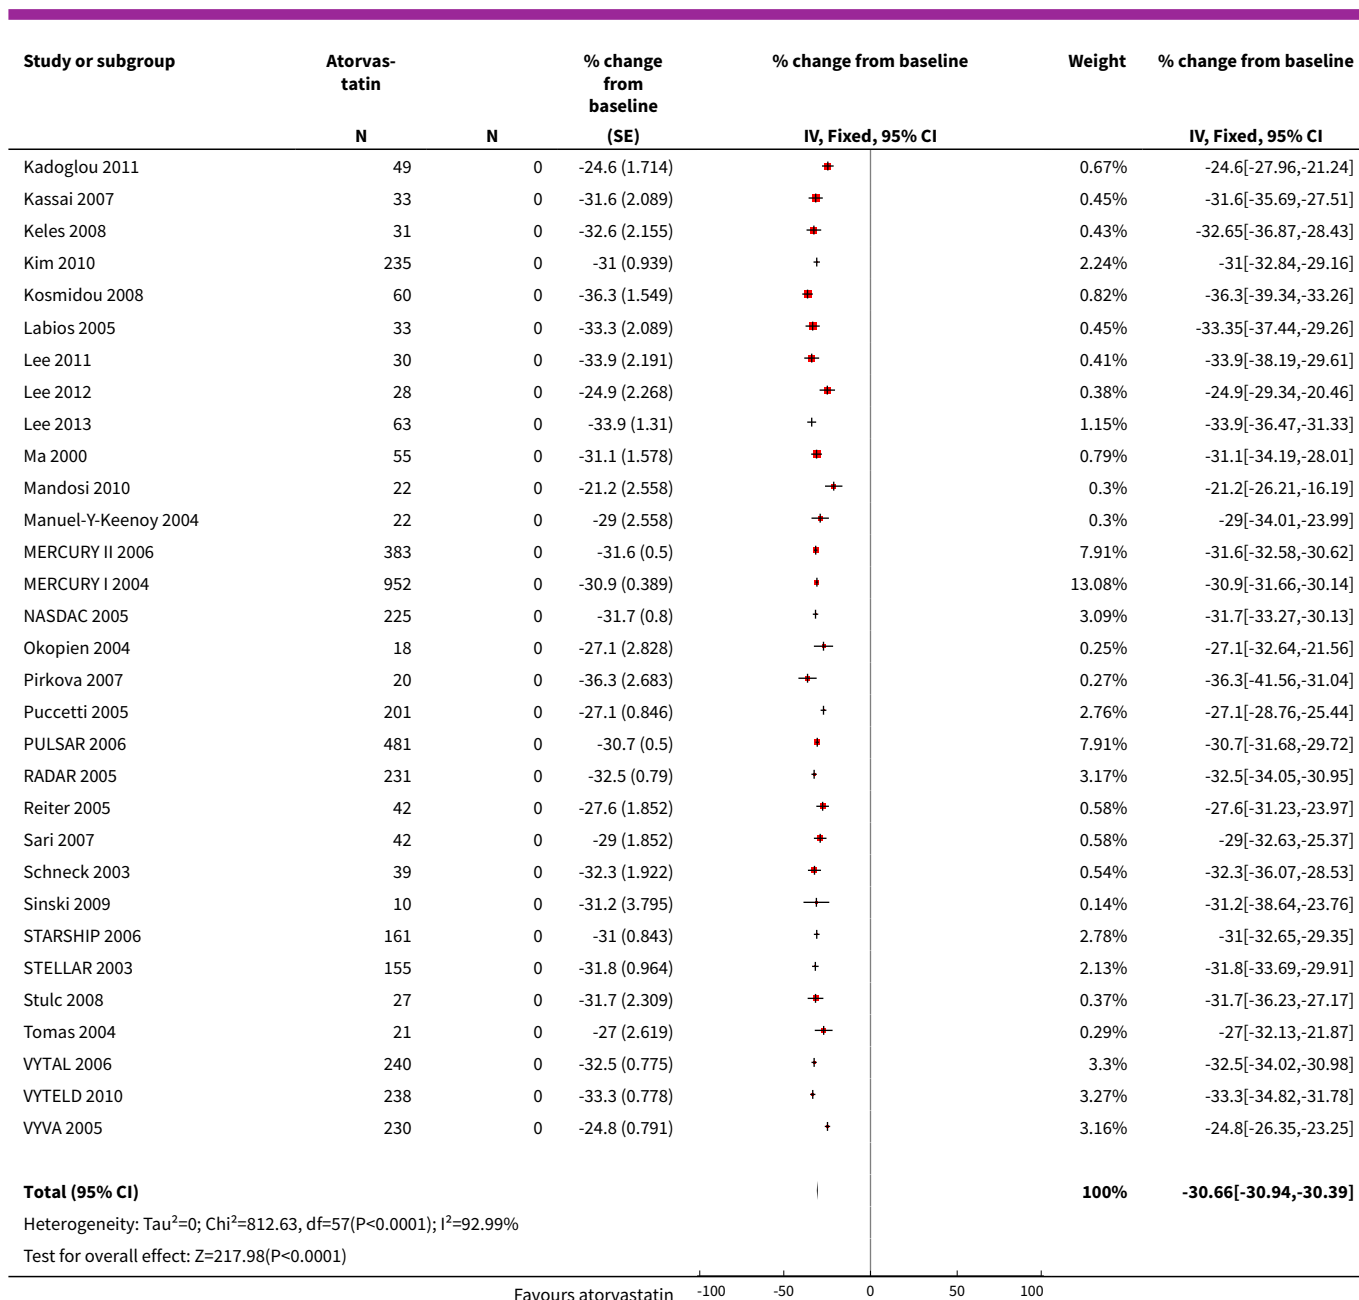 Study or subgroup Atorvas- % change % change from baseline Weight % change from baseline
tatin from
baseline
N N (SE) IV, Fixed, 95% CI IV, Fixed, 95% CI
Kadoglou 2011 49 0 -24.6 (1.714) 0.67% -24.6[-27.96,-21.24]
Kassai 2007 33 0 -31.6 (2.089) 0.45% -31.6[-35.69,-27.51]
Keles 2008 31 0 -32.6 (2.155) 0.43% -32.65[-36.87,-28.43]
Kim 2010 235 0 -31 (0.939) 2.24% -31[-32.84,-29.16]
Kosmidou 2008 60 0 -36.3 (1.549) 0.82% -36.3[-39.34,-33.26]
Labios 2005 33 0 -33.3 (2.089) 0.45% -33.35[-37.44,-29.26]
Lee 2011 30 0 -33.9 (2.191) 0.41% -33.9[-38.19,-29.61]
Lee 2012 28 0 -24.9 (2.268) 0.38% -24.9[-29.34,-20.46]
Lee 2013 63 0 -33.9 (1.31) 1.15% -33.9[-36.47,-31.33]
Ma 2000 55 0 -31.1 (1.578) 0.79% -31.1[-34.19,-28.01]
Mandosi 2010 22 0 -21.2 (2.558) 0.3% -21.2[-26.21,-16.19]
Manuel-Y-Keenoy 2004 22 0 -29 (2.558) 0.3% -29[-34.01,-23.99]
MERCURY II 2006 383 0 -31.6 (0.5) 7.91% -31.6[-32.58,-30.62]
MERCURY I 2004 952 0 -30.9 (0.389) 13.08% -30.9[-31.66,-30.14]
NASDAC 2005 225 0 -31.7 (0.8) 3.09% -31.7[-33.27,-30.13]
Okopien 2004 18 0 -27.1 (2.828) 0.25% -27.1[-32.64,-21.56]
Pirkova 2007 20 0 -36.3 (2.683) 0.27% -36.3[-41.56,-31.04]
Puccetti 2005 201 0 -27.1 (0.846) 2.76% -27.1[-28.76,-25.44]
PULSAR 2006 481 0 -30.7 (0.5) 7.91% -30.7[-31.68,-29.72]
RADAR 2005 231 0 -32.5 (0.79) 3.17% -32.5[-34.05,-30.95]
Reiter 2005 42 0 -27.6 (1.852) 0.58% -27.6[-31.23,-23.97]
Sari 2007 42 0 -29 (1.852) 0.58% -29[-32.63,-25.37]
Schneck 2003 39 0 -32.3 (1.922) 0.54% -32.3[-36.07,-28.53]
Sinski 2009 10 0 -31.2 (3.795) 0.14% -31.2[-38.64,-23.76]
STARSHIP 2006 161 0 -31 (0.843) 2.78% -31[-32.65,-29.35]
STELLAR 2003 155 0 -31.8 (0.964) 2.13% -31.8[-33.69,-29.91]
Stulc 2008 27 0 -31.7 (2.309) 0.37% -31.7[-36.23,-27.17]
Tomas 2004 21 0 -27 (2.619) 0.29% -27[-32.13,-21.87]
VYTAL 2006 240 0 -32.5 (0.775) 3.3% -32.5[-34.02,-30.98]
VYTELD 2010 238 0 -33.3 (0.778) 3.27% -33.3[-34.82,-31.78]
VYVA 2005 230 0 -24.8 (0.791) 3.16% -24.8[-26.35,-23.25]
Total (95% CI) 100% -30.66[-30.94,-30.39]
Heterogeneity: Tau²=0; Chi²=812.63, df=57(P<0.0001); I²=92.99%
Test for overall effect: Z=217.98(P<0.0001)
Favours atorvastatin -100 -50 0 50 100